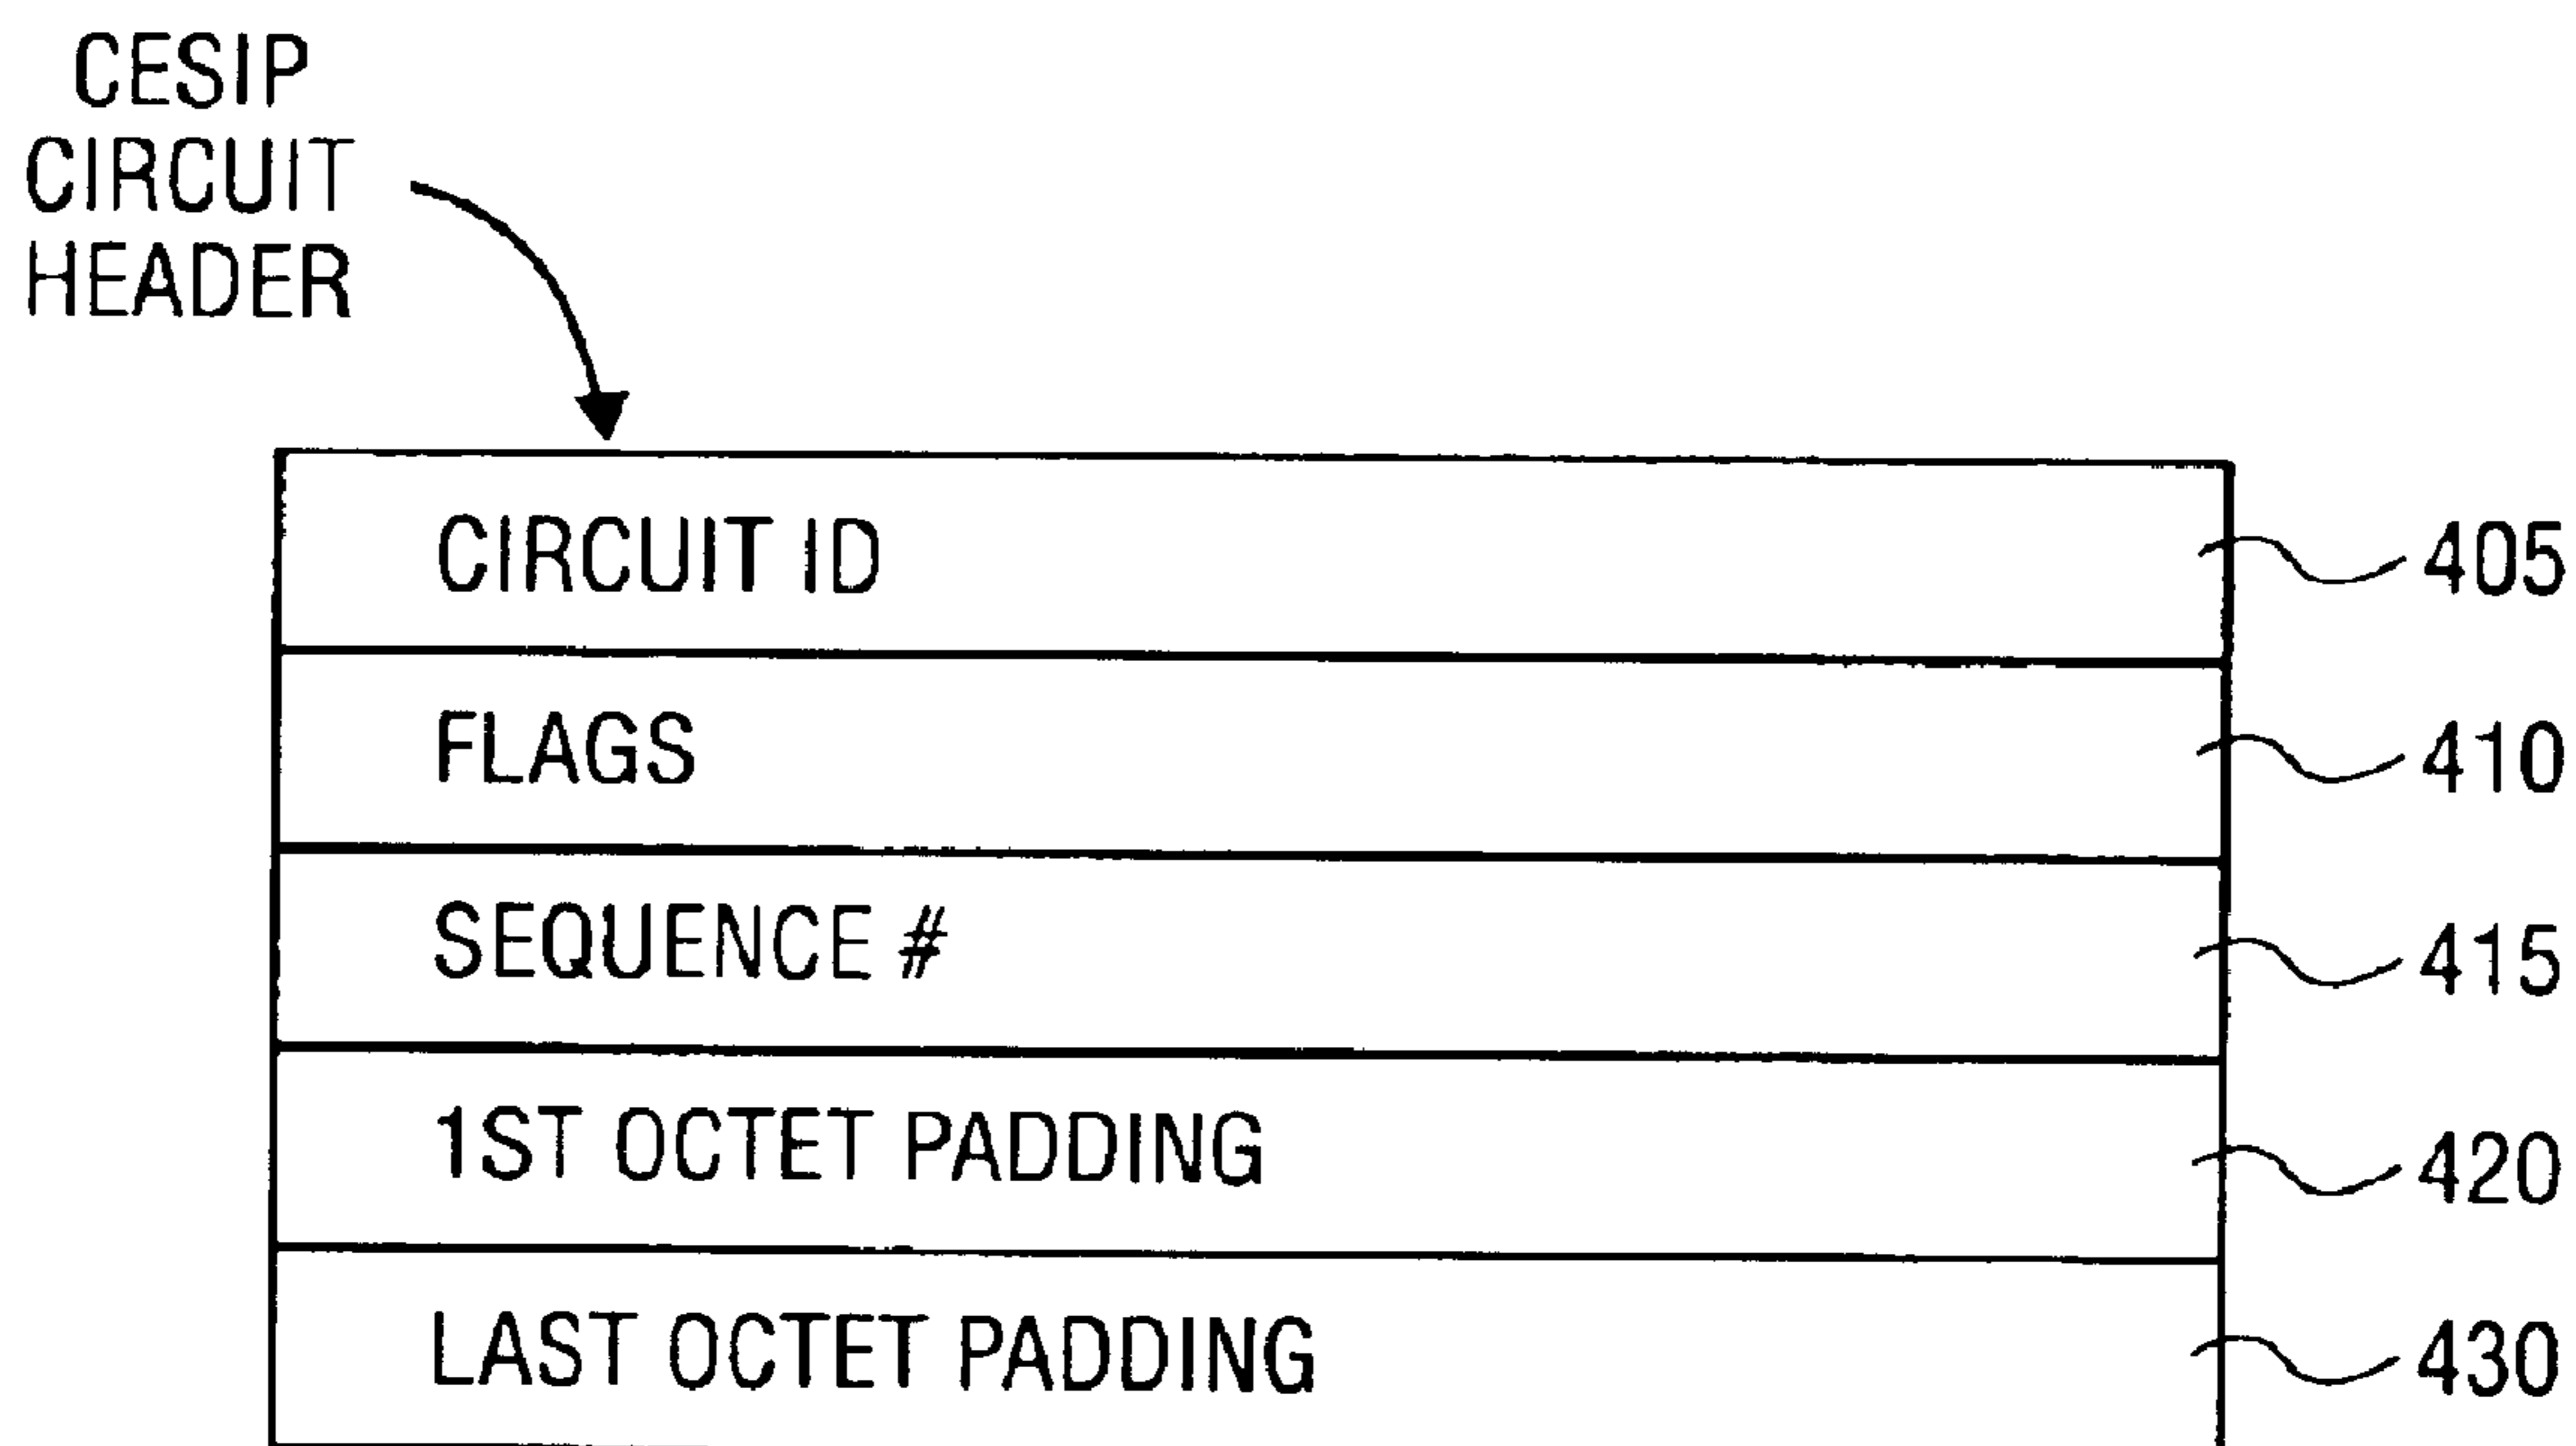 CESIP
CIRCUIT
HEADER
CIRCUIT ID 405
FLAGS 410
SEQUENCE # 415
1ST OCTET PADDING 420
LAST OCTET PADDING 430